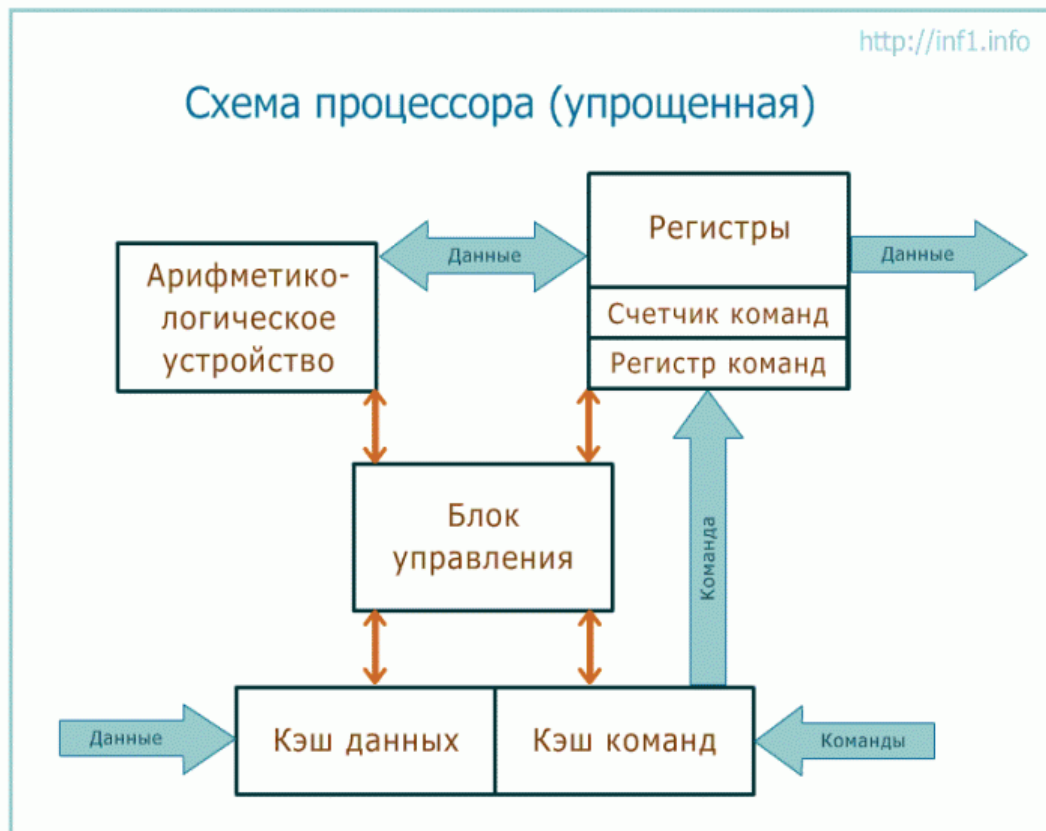 http://inf1.info
Схема процессора (упрощенная)
Арифметико-
логическое
устройство
Данные
Регистры
Счетчик команд
Регистр команд
Данные
Блок
управления
Команда
Данные
Кэш данных
Кэш команд
Команды